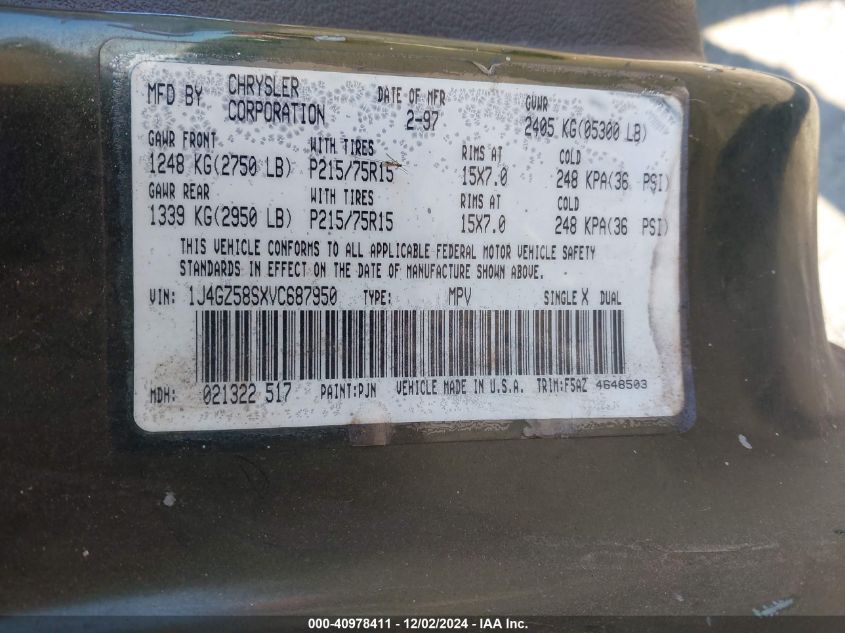 MFD BY CHRYSLER CORPORATION DATE OF MFR 2-97 GVWR 2405 KG(05300 LB)
GAWR FRONT WITH TIRES RIMS AT COLD
1248 KG(2750 LB) P215/75R15 15X7.0 248 KPA(36 PSI)
GAWR REAR WITH TIRES RIMS AT COLD
1339 KG(2950 LB) P215/75R15 15X7.0 248 KPA(36 PSI)
THIS VEHICLE CONFORMS TO ALL APPLICABLE FEDERAL MOTOR VEHICLE SAFETY
STANDARDS IN EFFECT ON THE DATE OF MANUFACTURE SHOWN ABOVE.
VIN: 1J4GZ58SXVC687950 TYPE: MPV SINGLE X DUAL
MDH: 021322 517 PAINT:PJN VEHICLE MADE IN U.S.A. TRIM:F5AZ 4648503
000-40978411 - 12/02/2024 - IAA Inc.